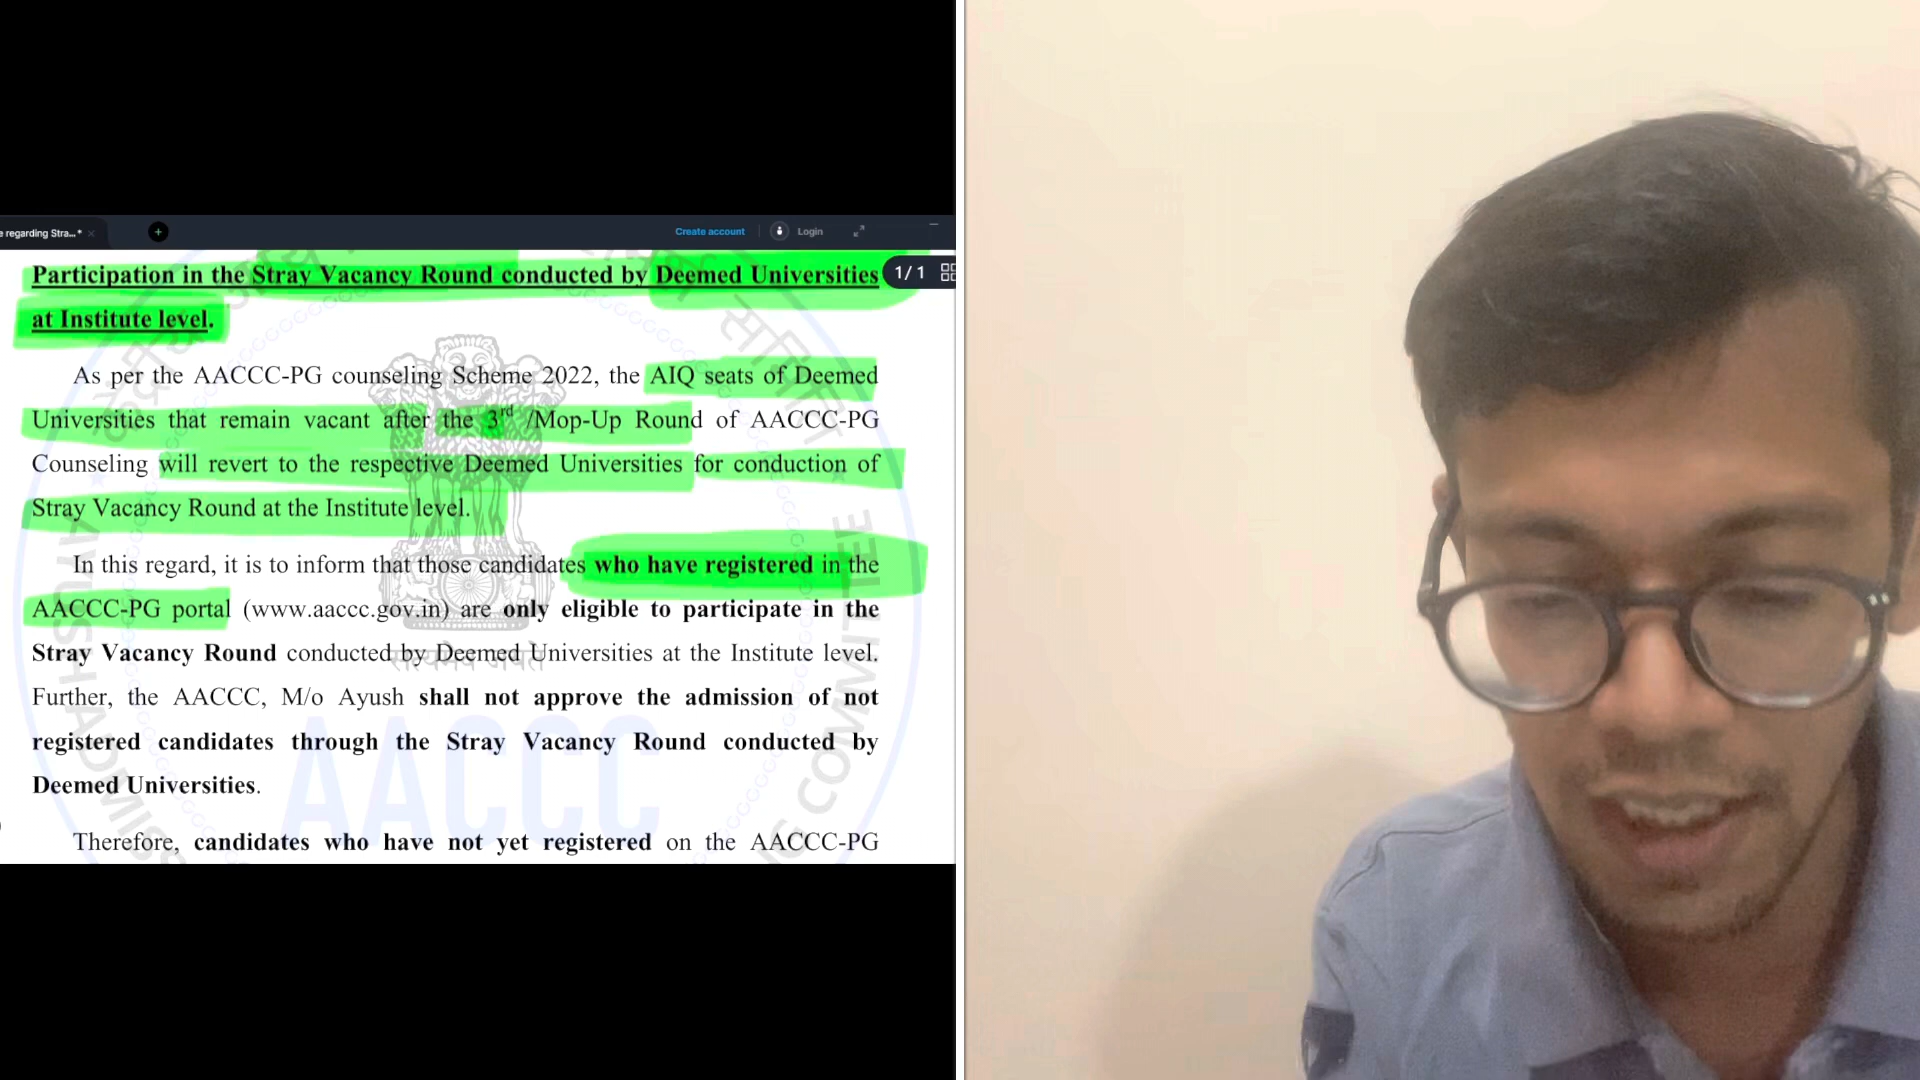 e regarding Stra... * ×
+
Create account
Login
1/1
Participation in the Stray Vacancy Round conducted by Deemed Universities
at Institute level.
As per the AACCC-PG counseling Scheme 2022, the AIQ seats of Deemed
Universities that remain vacant after the 3rd /Mop-Up Round of AACCC-PG
Counseling will revert to the respective Deemed Universities for conduction of
Stray Vacancy Round at the Institute level.
In this regard, it is to inform that those candidates who have registered in the
AACCC-PG portal (www.aaccc.gov.in) are only eligible to participate in the
Stray Vacancy Round conducted by Deemed Universities at the Institute level.
Further, the AACCC, M/o Ayush shall not approve the admission of not
registered candidates through the Stray Vacancy Round conducted by
Deemed Universities.
Therefore, candidates who have not yet registered on the AACCC-PG
AACCC